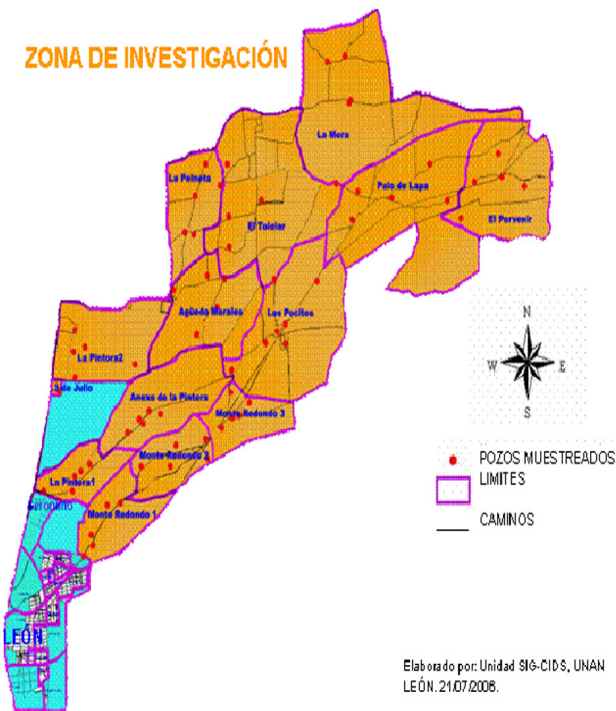 ZONA DE INVESTIGACIÓN
La Mora
La Peineta
Palo de Lapa
El Tololar
El Porvenir
Aguedo Morales
Los Pocitos
N
W
E
S
La Pintora2
Anexo de la Pintora
Monte Redondo 3
Monte Redondo 2
La Pintora1
Monte Redondo 1
LEÓN
POZOS MUESTREADOS
LIMITES
CAMINOS
Elaborado por: Unidad SIG-CIDS, UNAN
LEÓN. 21/07/2008.